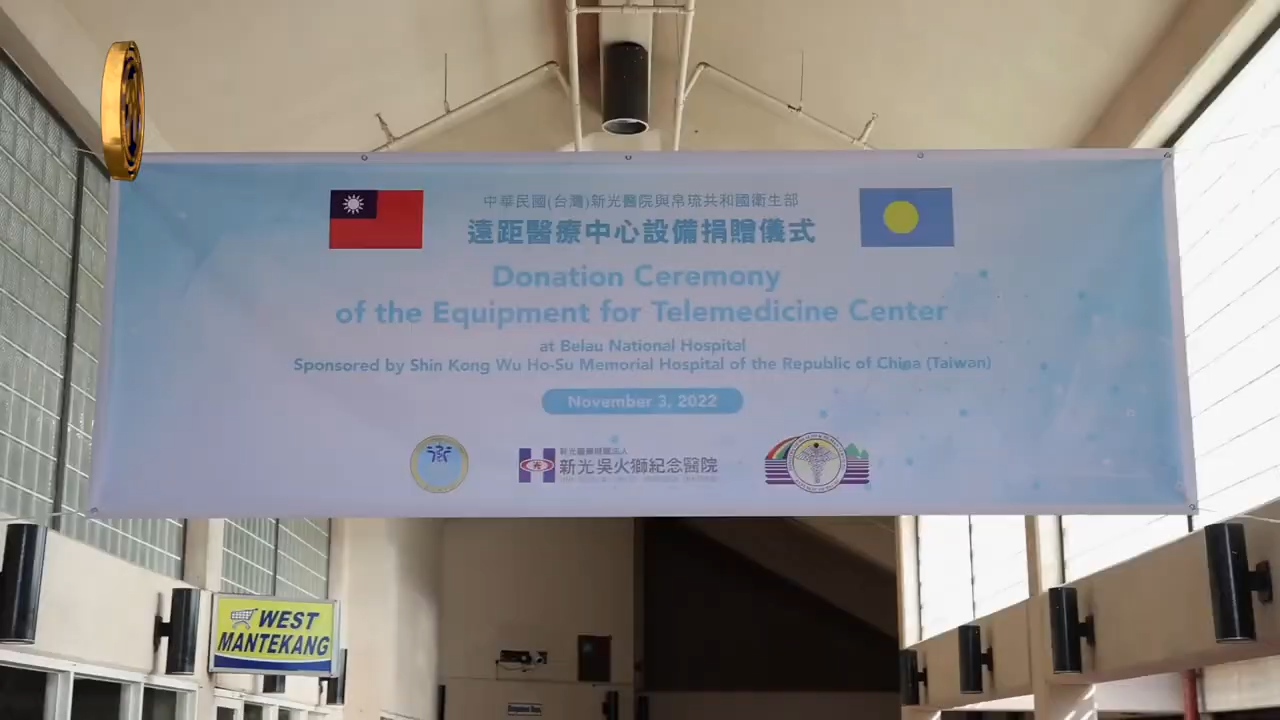 中華民國(台灣)新光醫院與帛琉共和國衛生部
遠距醫療中心設備捐贈儀式
Donation Ceremony
of the Equipment for Telemedicine Center
at Belau National Hospital
Sponsored by Shin Kong Wu Ho-Su Memorial Hospital of the Republic of China (Taiwan)
November 3, 2022
新光醫療財團法人
新光吳火獅紀念醫院
WEST
MANTEKANG